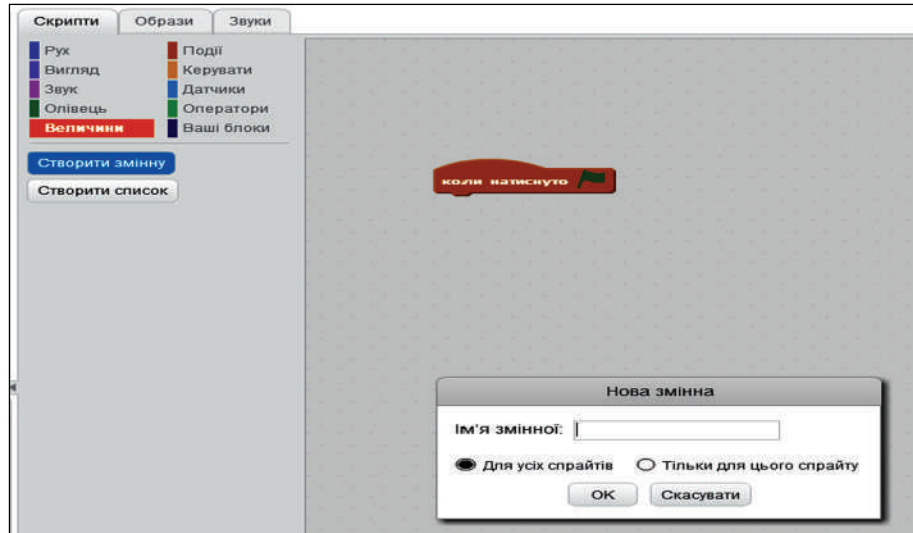 Скрипти Образи Звуки
Рух Події
Вигляд Керувати
Звук Датчики
Олівець Оператори
Величини Ваші блоки
Створити змінну
Створити список
коли натиснуто
Нова змінна
Ім'я змінної:
Для усіх спрайтів Тільки для цього спрайту
OK Скасувати